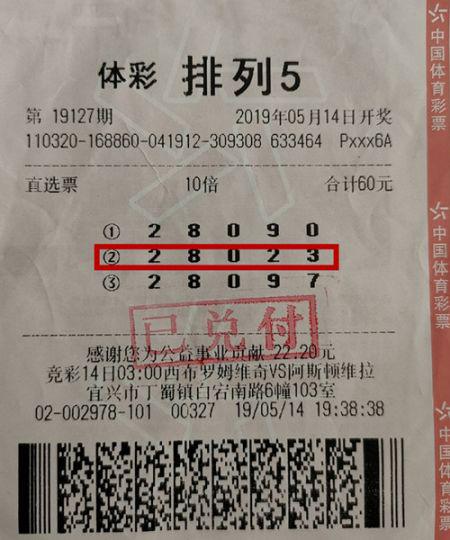 体彩 排列5
第 19127期 2019年05月14日开奖
110320-168860-041912-309308 633464 Pxxx6A
直选票 10倍 合计60元
① 2 8 0 9 0
② 2 8 0 2 3
③ 2 8 0 9 7
已兑付
感谢您为公益事业贡献 22.20元
竞彩14日03:00西布罗姆维奇VS阿斯顿维拉
宜兴市丁蜀镇白宕南路6幢103室
02-002978-101 00327 19/05/14 19:38:38
中国体育彩票
中国体育彩票
中国体育彩票